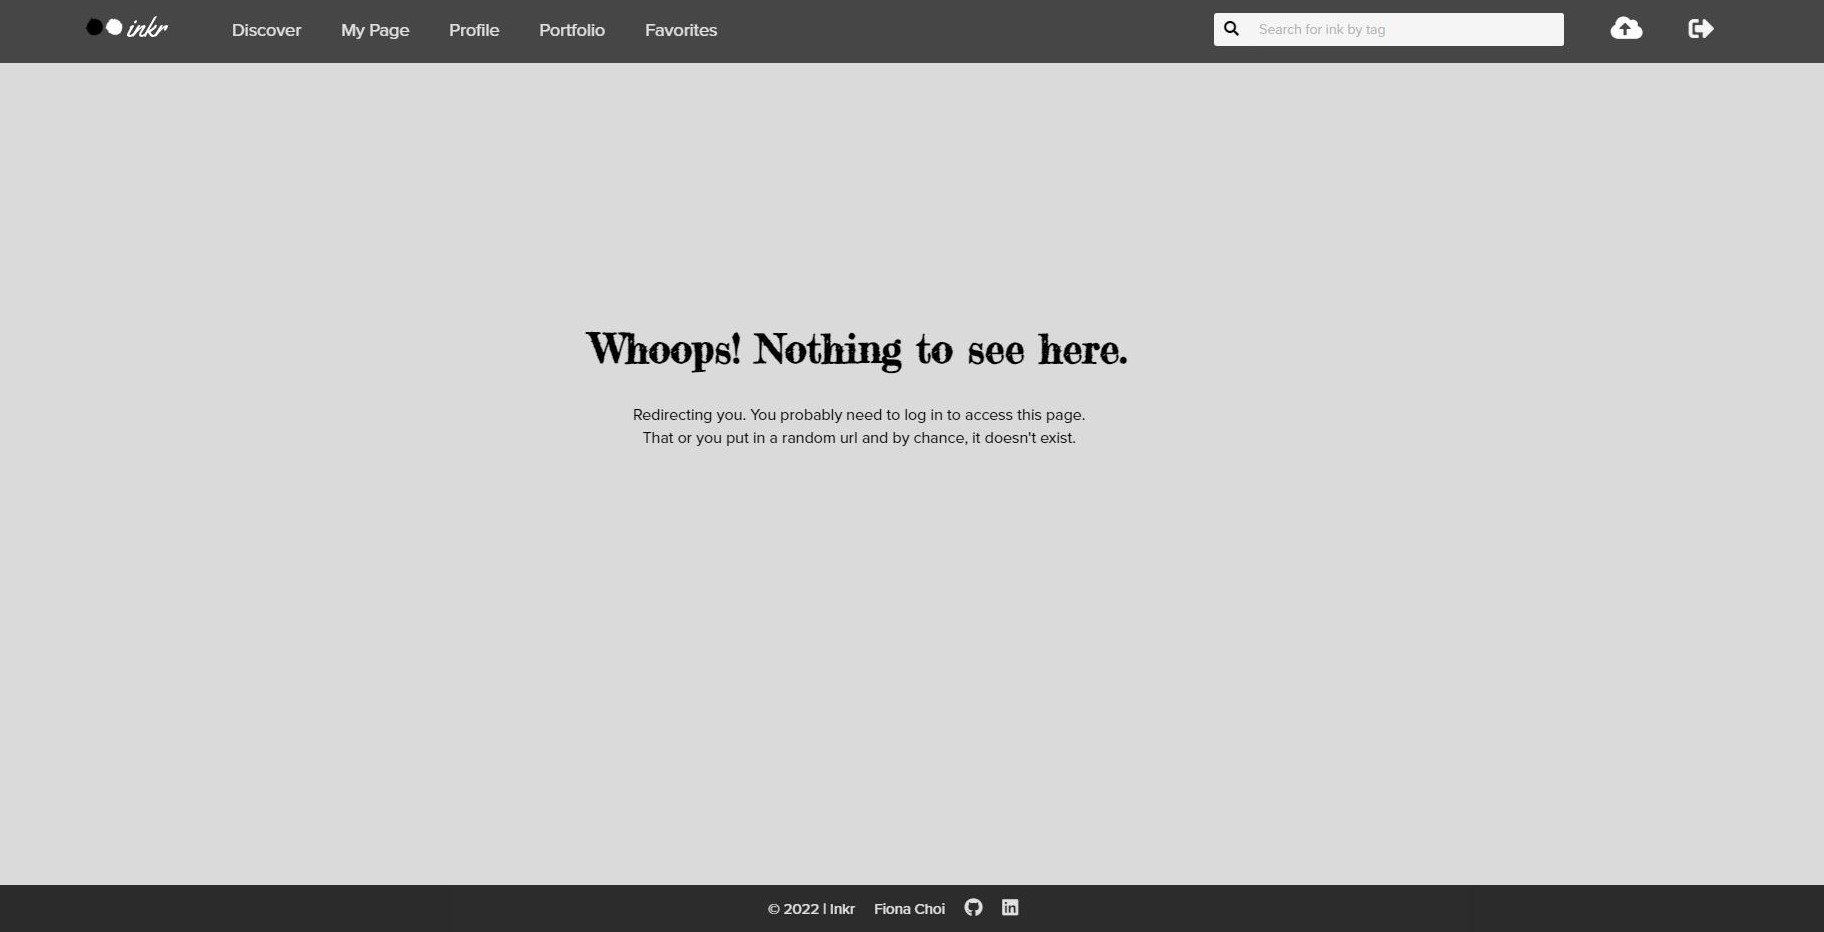 inkr
Discover
My Page
Profile
Portfolio
Favorites
Search for ink by tag
Whoops! Nothing to see here.
Redirecting you. You probably need to log in to access this page.
That or you put in a random url and by chance, it doesn't exist.
© 2022 | Inkr
Fiona Choi
in